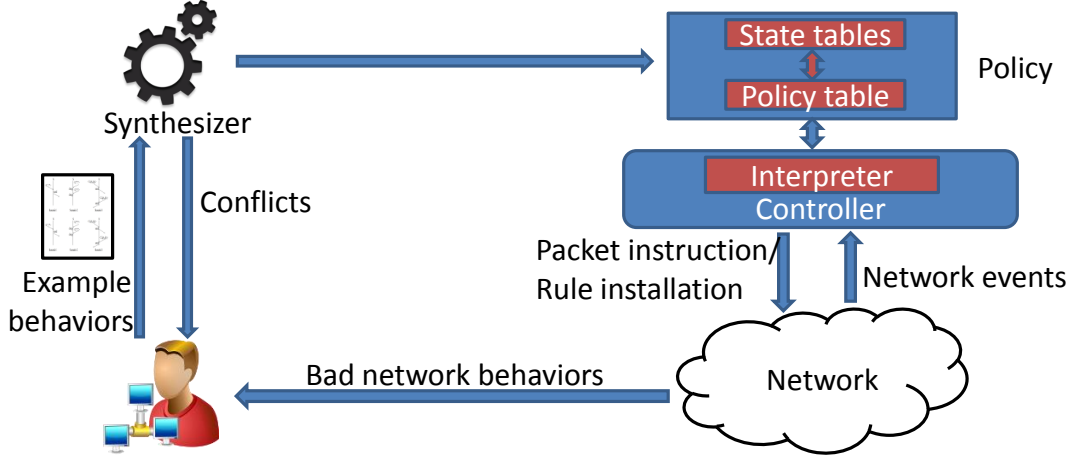 State tables
Policy
Policy table
Synthesizer
Interpreter
Controller
Conflicts
Packet instruction/
Rule installation
Network events
Example
behaviors
Bad network behaviors
Network